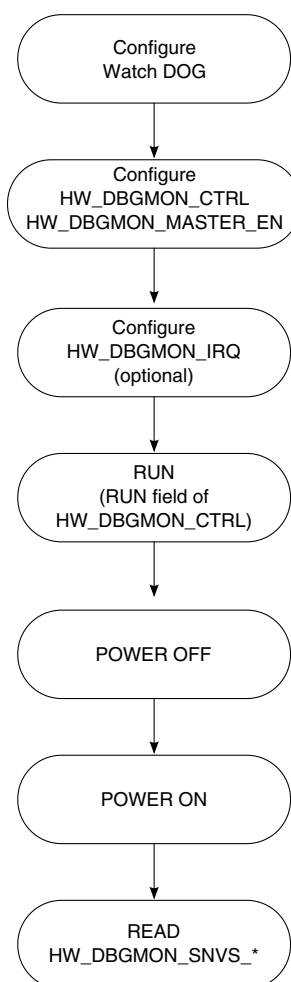 Configure
Watch DOG
Configure
HW_DBGMON_CTRL
HW_DBGMON_MASTER_EN
Configure
HW_DBGMON_IRQ
(optional)
RUN
(RUN field of
HW_DBGMON_CTRL)
POWER OFF
POWER ON
READ
HW_DBGMON_SNVS_*